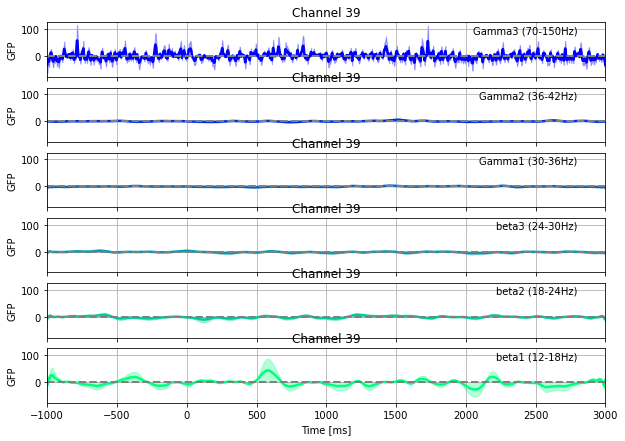 Channel 39
100
0
GFP
Gamma3 (70-150Hz)
Channel 39
100
0
GFP
Gamma2 (36-42Hz)
Channel 39
100
0
GFP
Gamma1 (30-36Hz)
Channel 39
100
0
GFP
beta3 (24-30Hz)
Channel 39
100
0
GFP
beta2 (18-24Hz)
Channel 39
100
0
GFP
beta1 (12-18Hz)
−1000 −500 0 500 1000 1500 2000 2500 3000
Time [ms]